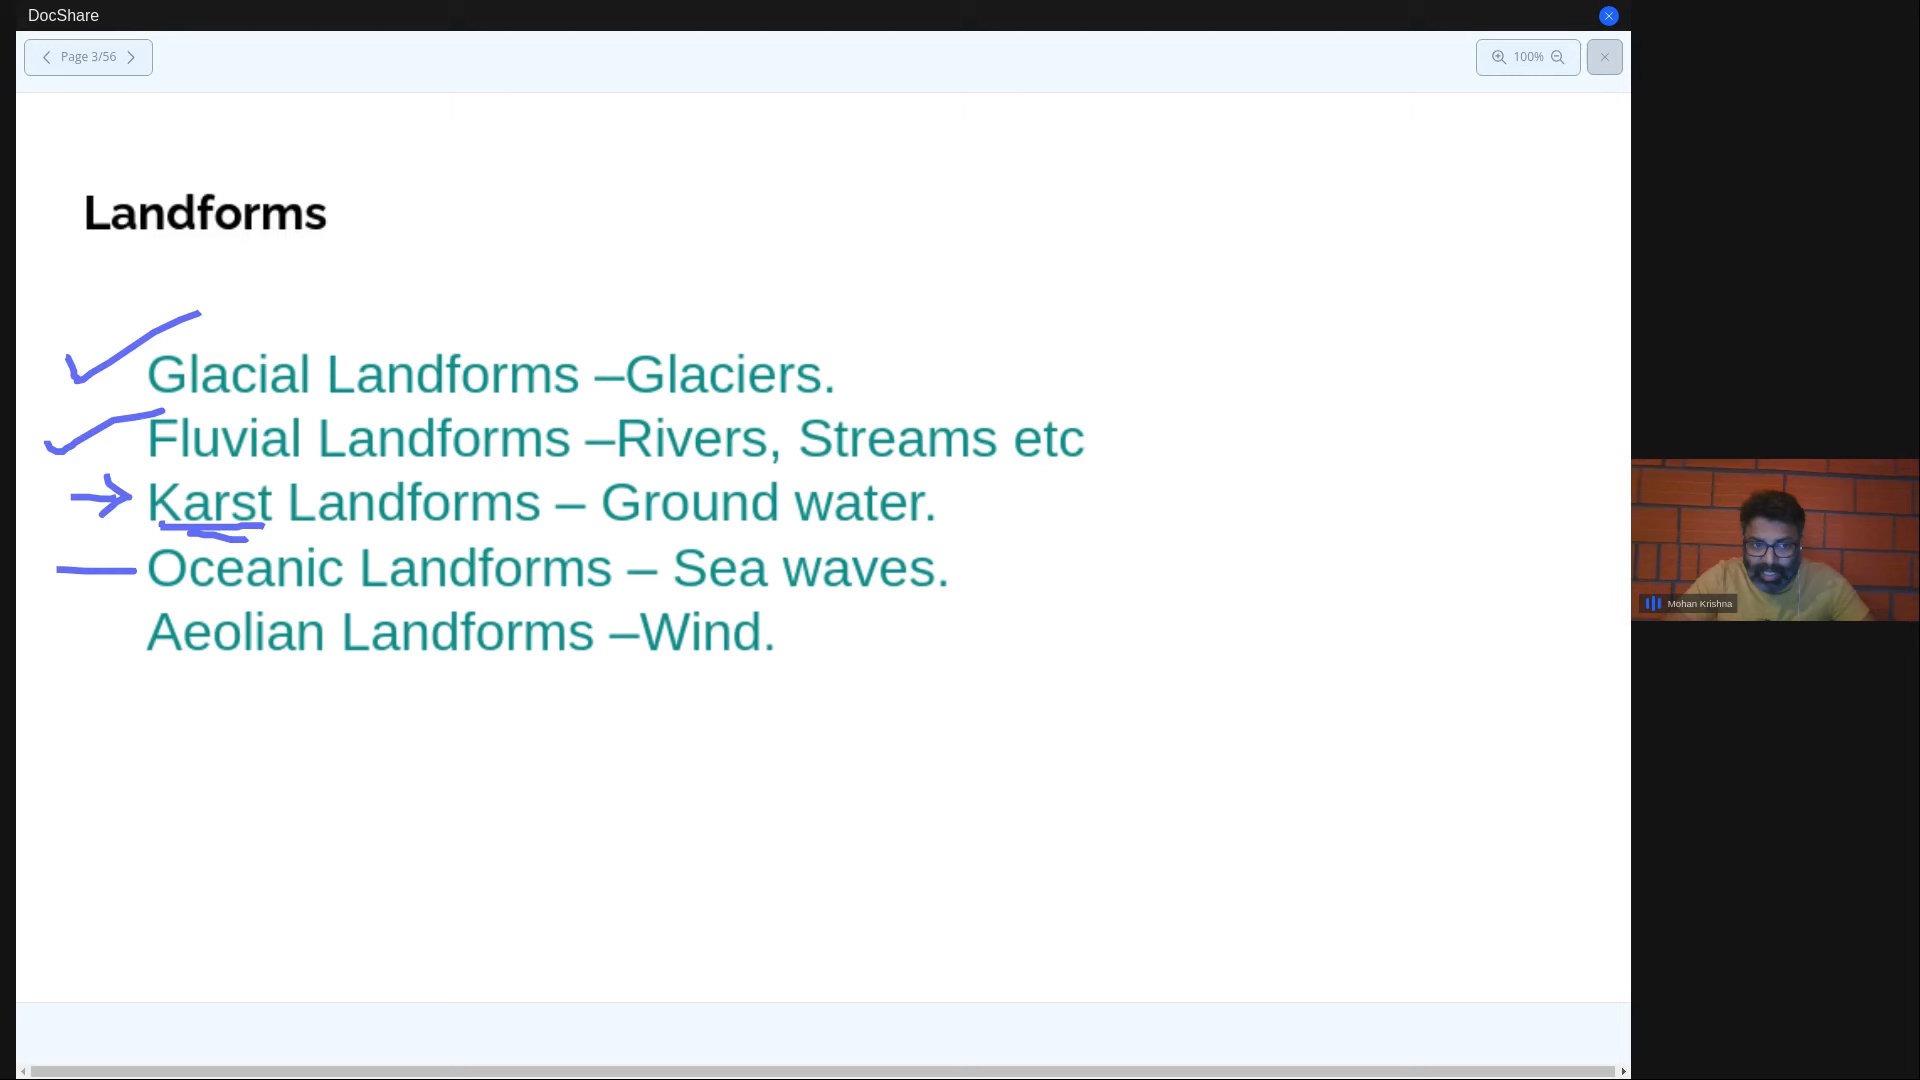 DocShare
Page 3/56
100%
Landforms
Glacial Landforms –Glaciers.
Fluvial Landforms –Rivers, Streams etc
Karst Landforms – Ground water.
Oceanic Landforms – Sea waves.
Aeolian Landforms –Wind.
Mohan Krishna